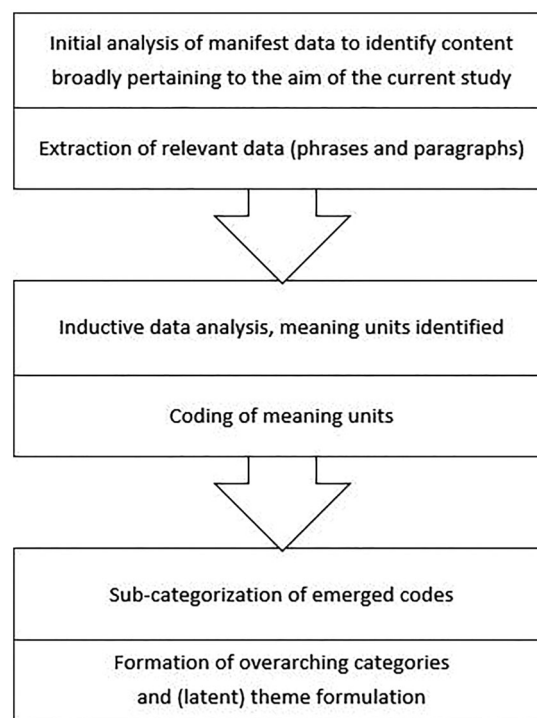 Initial analysis of manifest data to identify content
broadly pertaining to the aim of the current study
Extraction of relevant data (phrases and paragraphs)
Inductive data analysis, meaning units identified
Coding of meaning units
Sub-categorization of emerged codes
Formation of overarching categories
and (latent) theme formulation